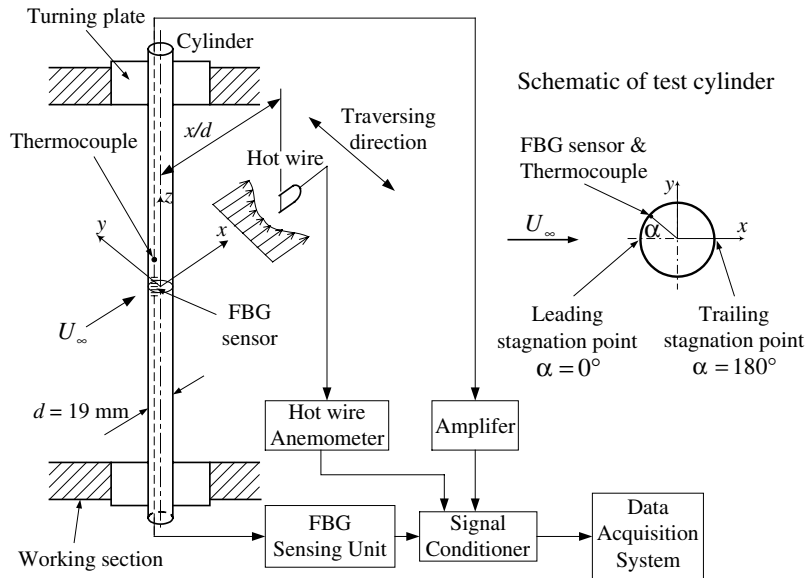 Turning plate
Cylinder
Schematic of test cylinder
x/d
Traversing
direction
Thermocouple
Hot wire
FBG sensor &
Thermocouple
y
z
U∞
α
x
y
x
FBG
sensor
U∞
Leading
stagnation point
α = 0°
Trailing
stagnation point
α = 180°
d = 19 mm
Hot wire
Anemometer
Amplifer
FBG
Sensing Unit
Signal
Conditioner
Data
Acquisition
System
Working section